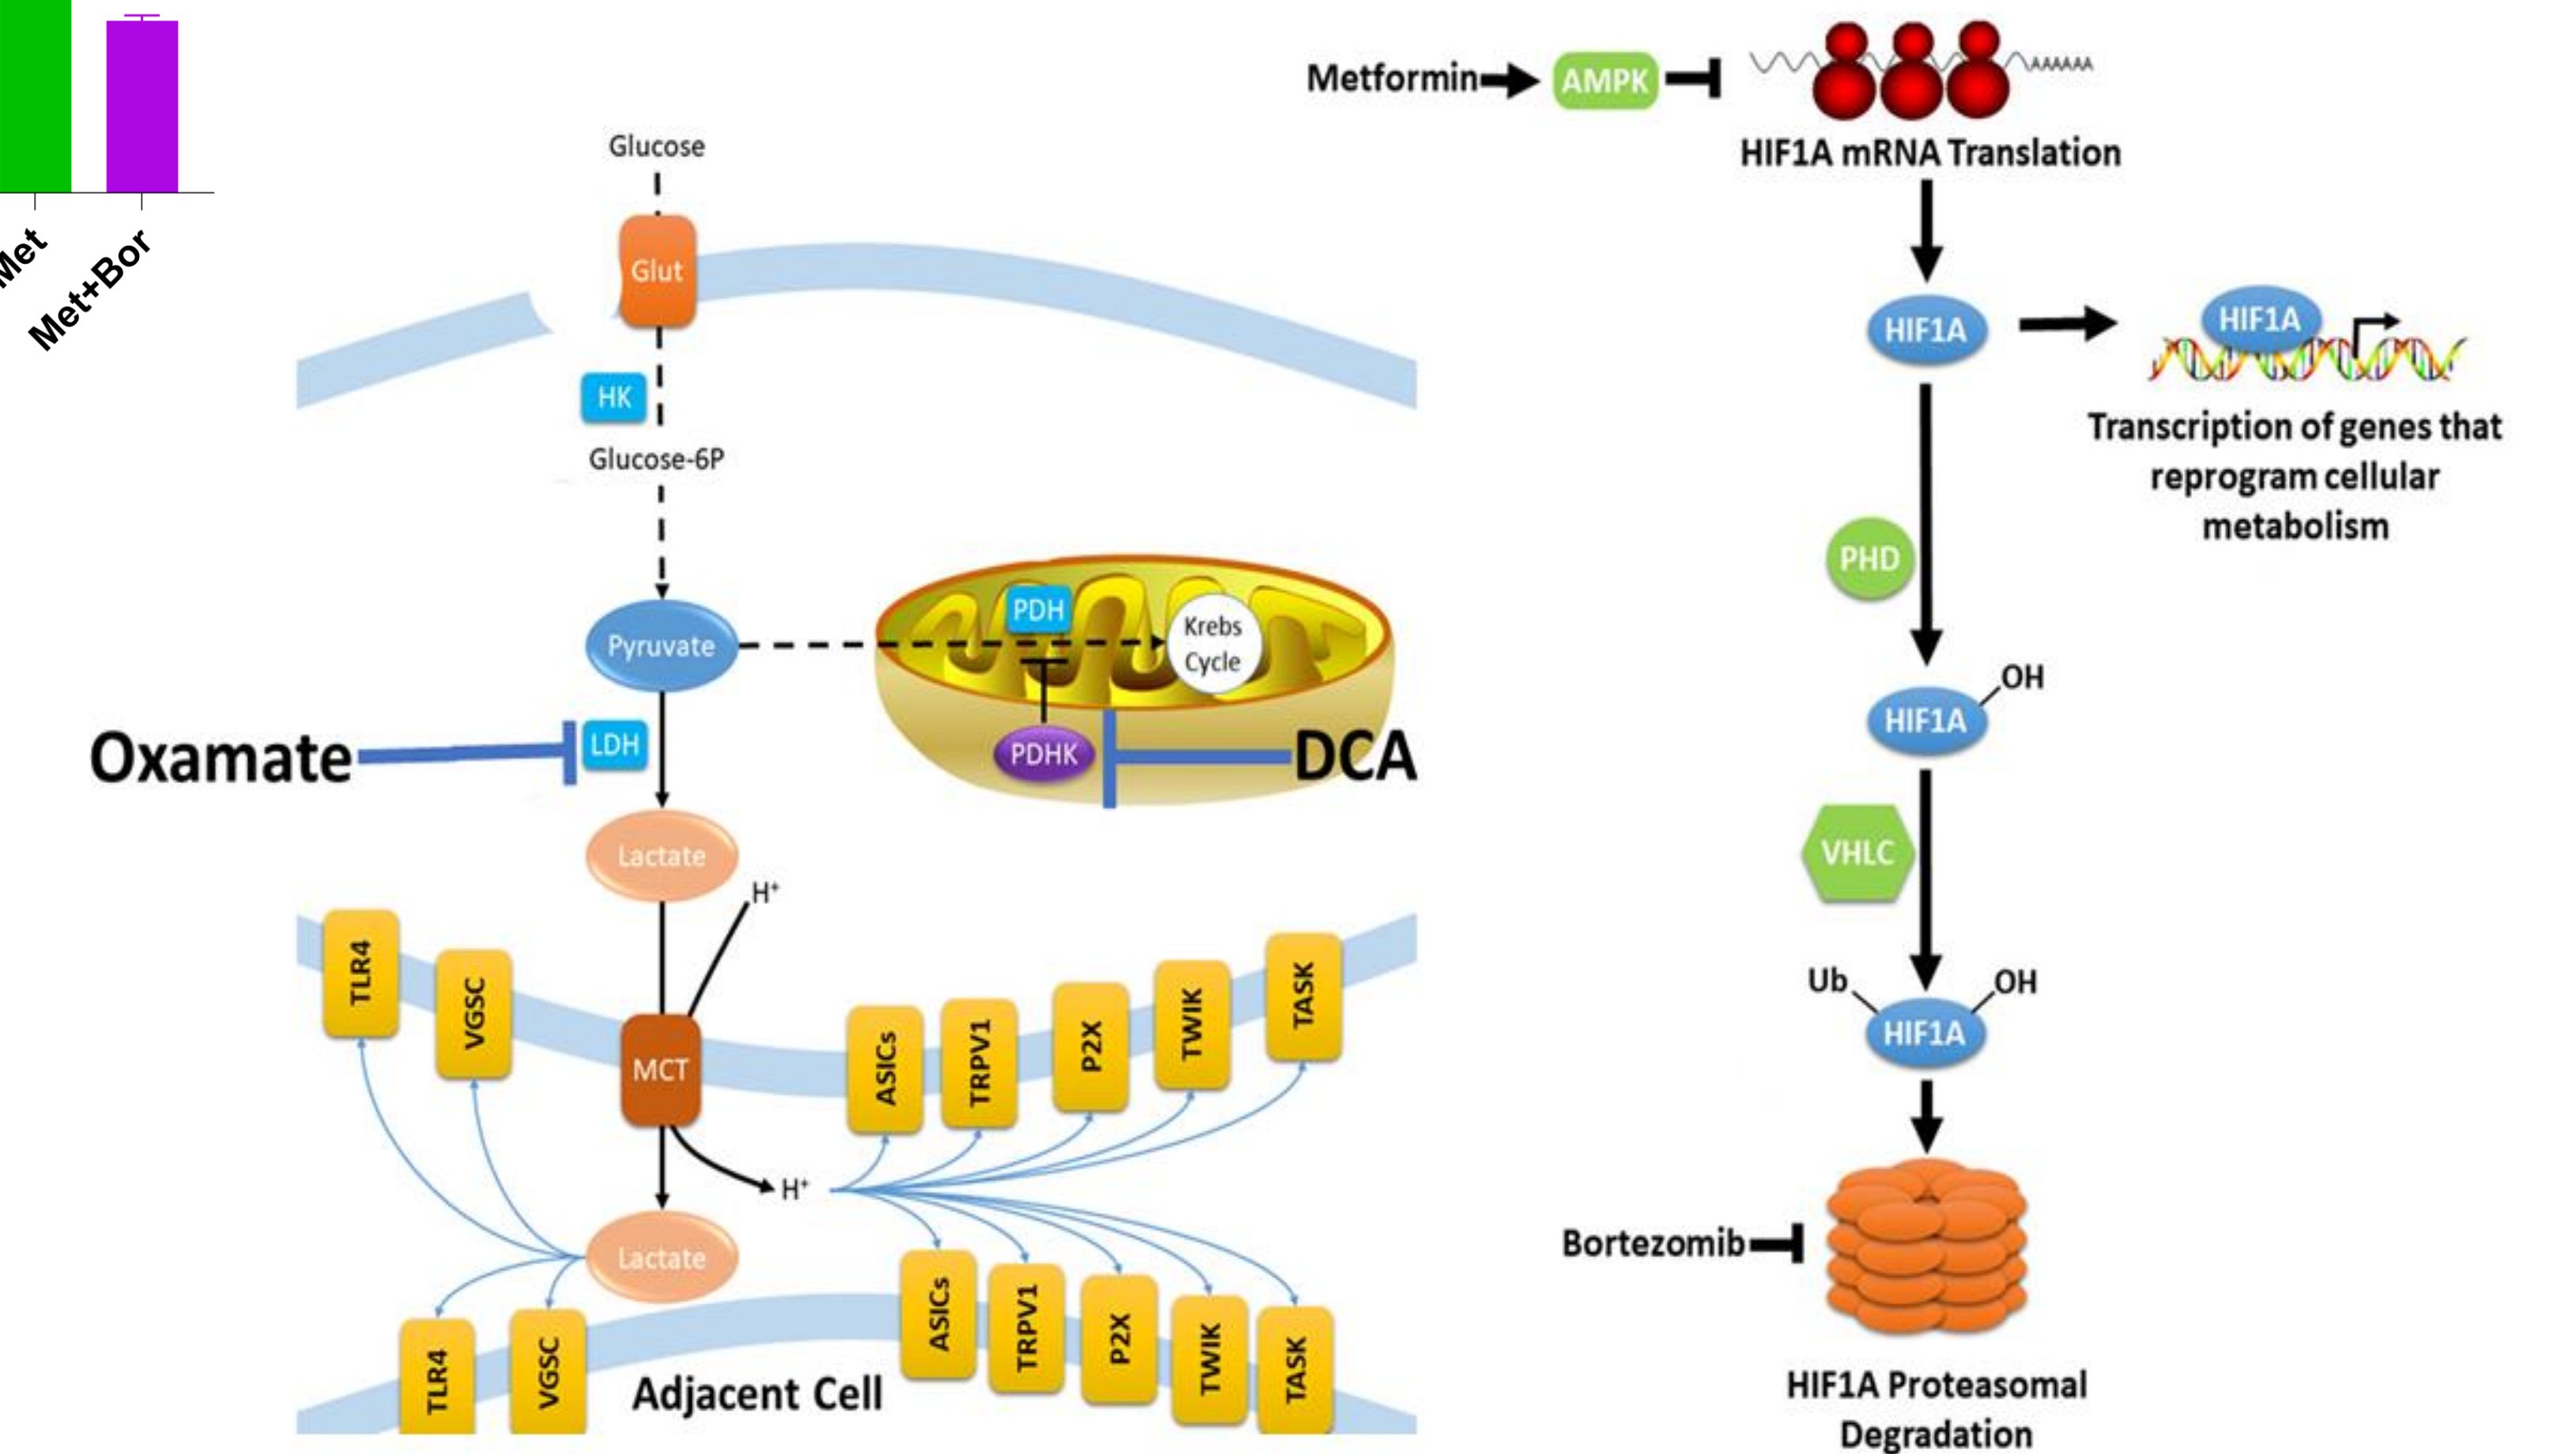 Met
Met+Bor
Glucose
Glut
HK
Glucose-6P
Pyruvate
PDH
Krebs
Cycle
Oxamate
LDH
PDHK
DCA
Lactate
H⁺
TLR4
VGSC
MCT
ASICs
TRPV1
P2X
TWIK
TASK
H⁺
Lactate
TLR4
VGSC
Adjacent Cell
ASICs
TRPV1
P2X
TWIK
TASK
Metformin
AMPK
AAAAAA
HIF1A mRNA Translation
HIF1A
HIF1A
Transcription of genes that
reprogram cellular
metabolism
PHD
OH
HIF1A
VHLC
Ub
OH
HIF1A
Bortezomib
HIF1A Proteasomal
Degradation